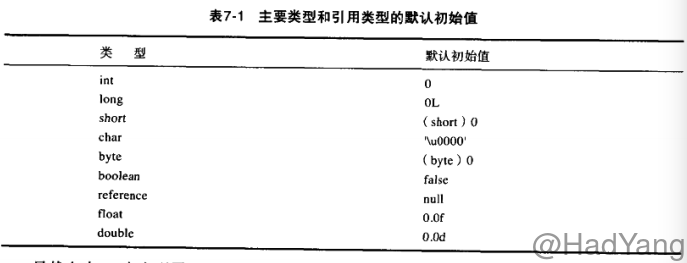 表7-1 主要类型和引用类型的默认初始值
类 型 默认初始值
int 0
long 0L
short （short）0
char '\u0000'
byte （byte）0
boolean false
reference null
float 0.0f
double 0.0d
@HadYang